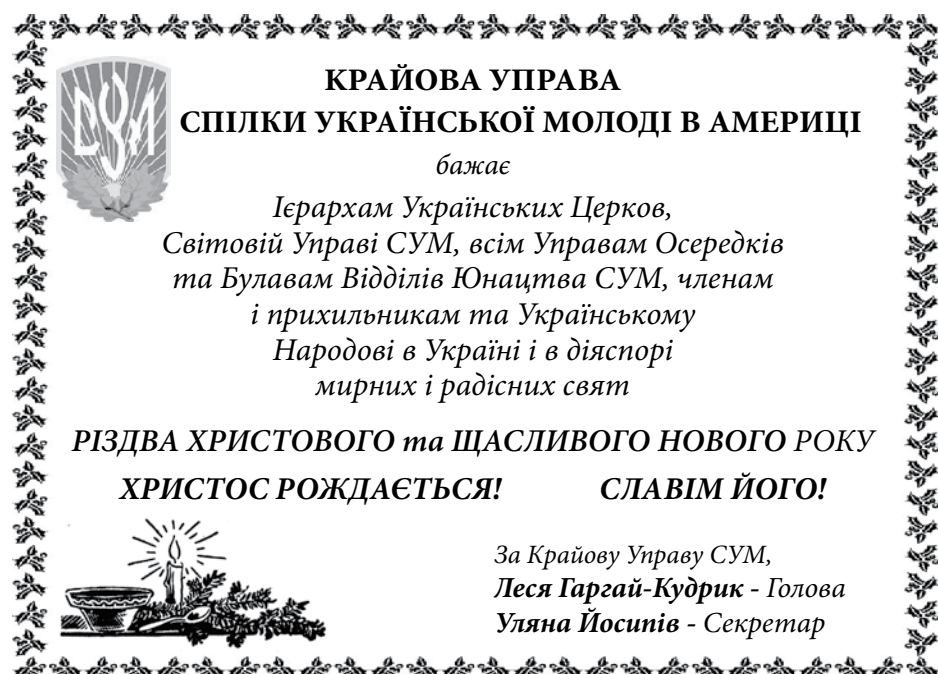 СУМ
КРАЙОВА УПРАВА
СПІЛКИ УКРАЇНСЬКОЇ МОЛОДІ В АМЕРИЦІ
бажає
Ієрархам Українських Церков,
Світовій Управі СУМ, всім Управам Осередків
та Булавам Відділів Юнацтва СУМ, членам
і прихильникам та Українському
Народові в Україні і в діяспорі
мирних і радісних свят
РІЗДВА ХРИСТОВОГО та ЩАСЛИВОГО НОВОГО РОКУ
ХРИСТОС РОЖДАЄТЬСЯ! СЛАВІМ ЙОГО!
За Крайову Управу СУМ,
Леся Гаргай-Кудрик - Голова
Уляна Йосипів - Секретар